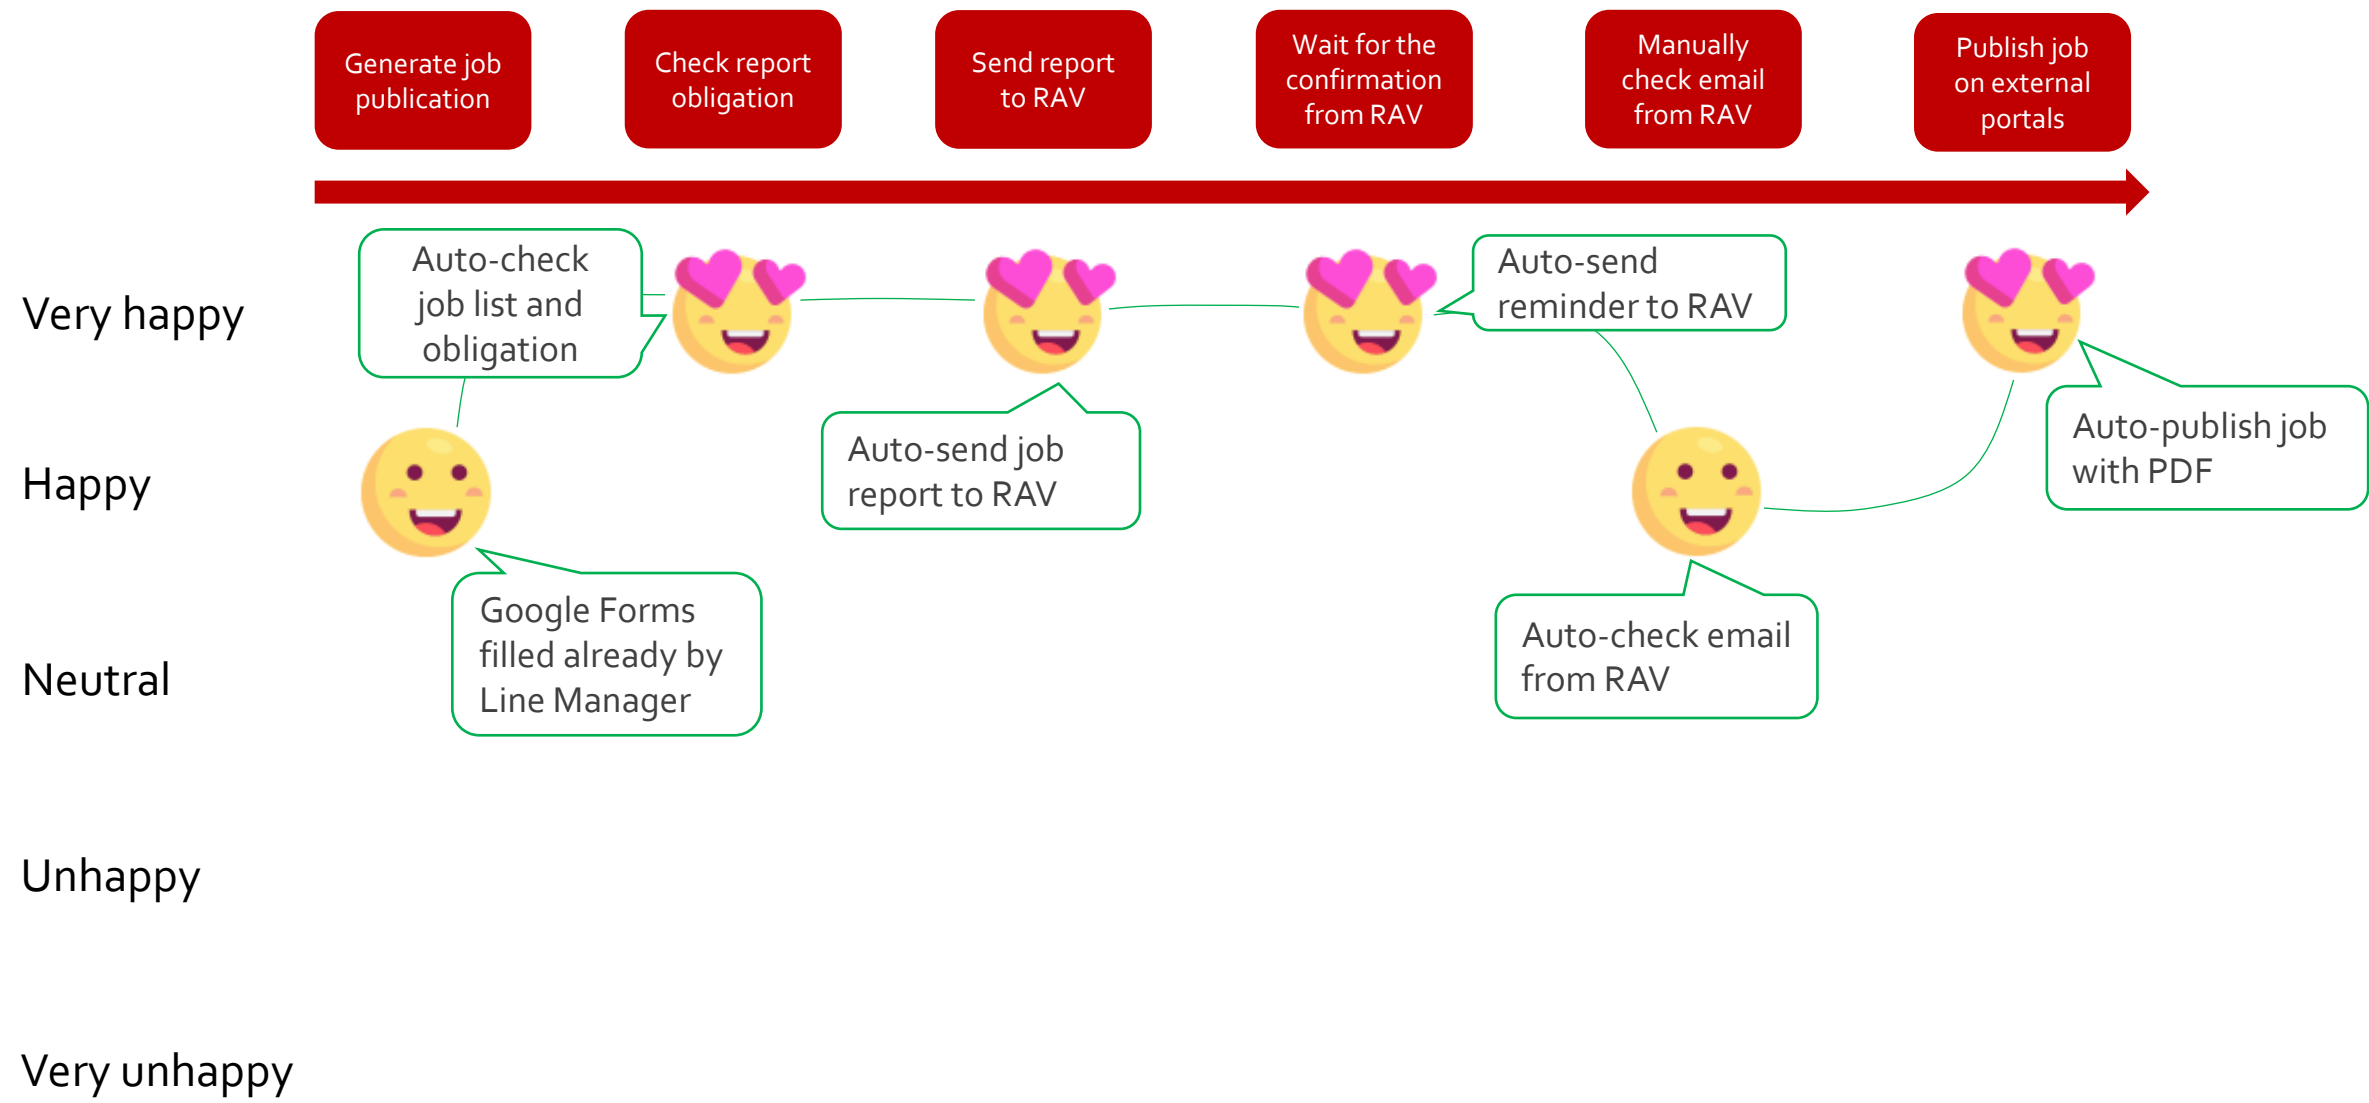 Generate job
publication
Check report
obligation
Send report
to RAV
Wait for the
confirmation
from RAV
Manually
check email
from RAV
Publish job
on external
portals
Very happy
Auto-check
job list and
obligation
Auto-send
reminder to RAV
Happy
Auto-send job
report to RAV
Auto-publish job
with PDF
Neutral
Google Forms
filled already by
Line Manager
Auto-check email
from RAV
Unhappy
Very unhappy